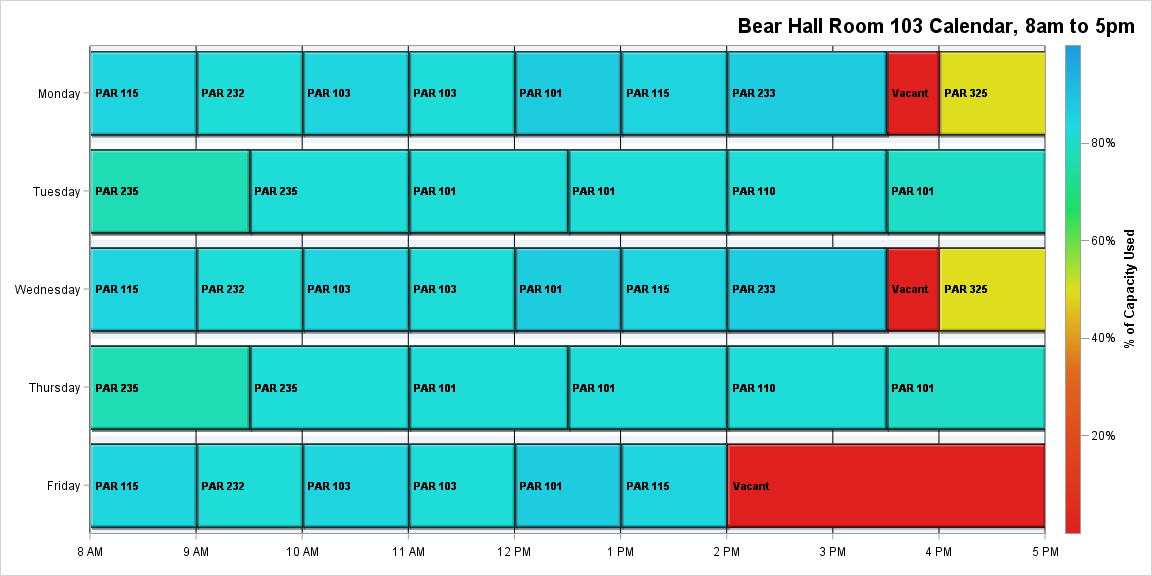 Bear Hall Room 103 Calendar, 8am to 5pm
Monday PAR 115 PAR 232 PAR 103 PAR 103 PAR 101 PAR 115 PAR 233 Vacant PAR 325
80%
Tuesday PAR 235 PAR 235 PAR 101 PAR 101 PAR 110 PAR 101
60%
% of Capacity Used
Wednesday PAR 115 PAR 232 PAR 103 PAR 103 PAR 101 PAR 115 PAR 233 Vacant PAR 325
40%
Thursday PAR 235 PAR 235 PAR 101 PAR 101 PAR 110 PAR 101
20%
Friday PAR 115 PAR 232 PAR 103 PAR 103 PAR 101 PAR 115 Vacant
8 AM 9 AM 10 AM 11 AM 12 PM 1 PM 2 PM 3 PM 4 PM 5 PM